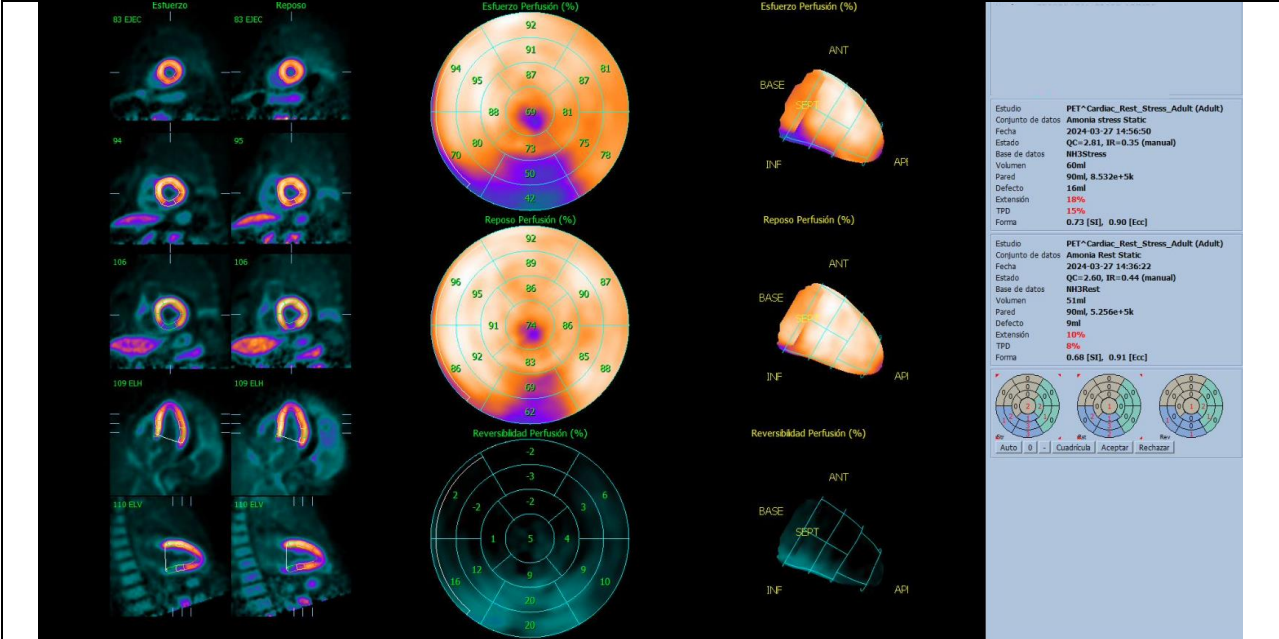 Esfuerzo
Reposo
83 EJEC
83 EJEC
94
95
106
106
109 ELH
109 ELH
110 ELV
110 ELV
Esfuerzo Perfusión (%)
92
91
94
81
95
87
87
88
69
81
80
73
75
70
78
50
42
Reposo Perfusión (%)
92
89
96
87
95
86
90
91
74
86
92
83
85
86
88
69
62
Reversibilidad Perfusión (%)
-2
-3
2
6
-2
-2
3
1
5
4
12
9
9
16
10
20
20
Esfuerzo Perfusión (%)
ANT
BASE
SEPT
INF
API
Reposo Perfusión (%)
ANT
BASE
SEPT
INF
API
Reversibilidad Perfusión (%)
ANT
BASE
SEPT
INF
API
Estudio PET^Cardiac_Rest_Stress_Adult (Adult)
Conjunto de datos Amonia stress Static
Fecha 2024-03-27 14:56:50
Estado QC=2.81, IR=0.35 (manual)
Base de datos NH3Stress
Volumen 60ml
Pared 90ml, 8.532e+5k
Defecto 16ml
Extensión 18%
TPD 15%
Forma 0.73 [SI], 0.90 [Ecc]
Estudio PET^Cardiac_Rest_Stress_Adult (Adult)
Conjunto de datos Amonia Rest Static
Fecha 2024-03-27 14:36:22
Estado QC=2.60, IR=0.44 (manual)
Base de datos NH3Rest
Volumen 51ml
Pared 90ml, 5.256e+5k
Defecto 9ml
Extensión 10%
TPD 8%
Forma 0.68 [SI], 0.91 [Ecc]
Str
Rst
Rev
Auto 0 - Cuadrícula Aceptar Rechazar